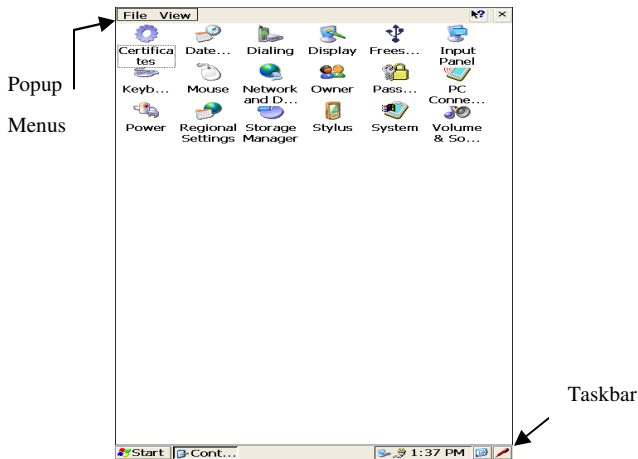 File View ? ×
Certifica
tes
Date...
Dialing
Display
Frees...
Input
Panel
Popup
Menus
Keyb...
Mouse
Network
and D...
Owner
Pass...
PC
Conne...
Power
Regional
Settings
Storage
Manager
Stylus
System
Volume
& So...
Taskbar
Start Cont... 1:37 PM